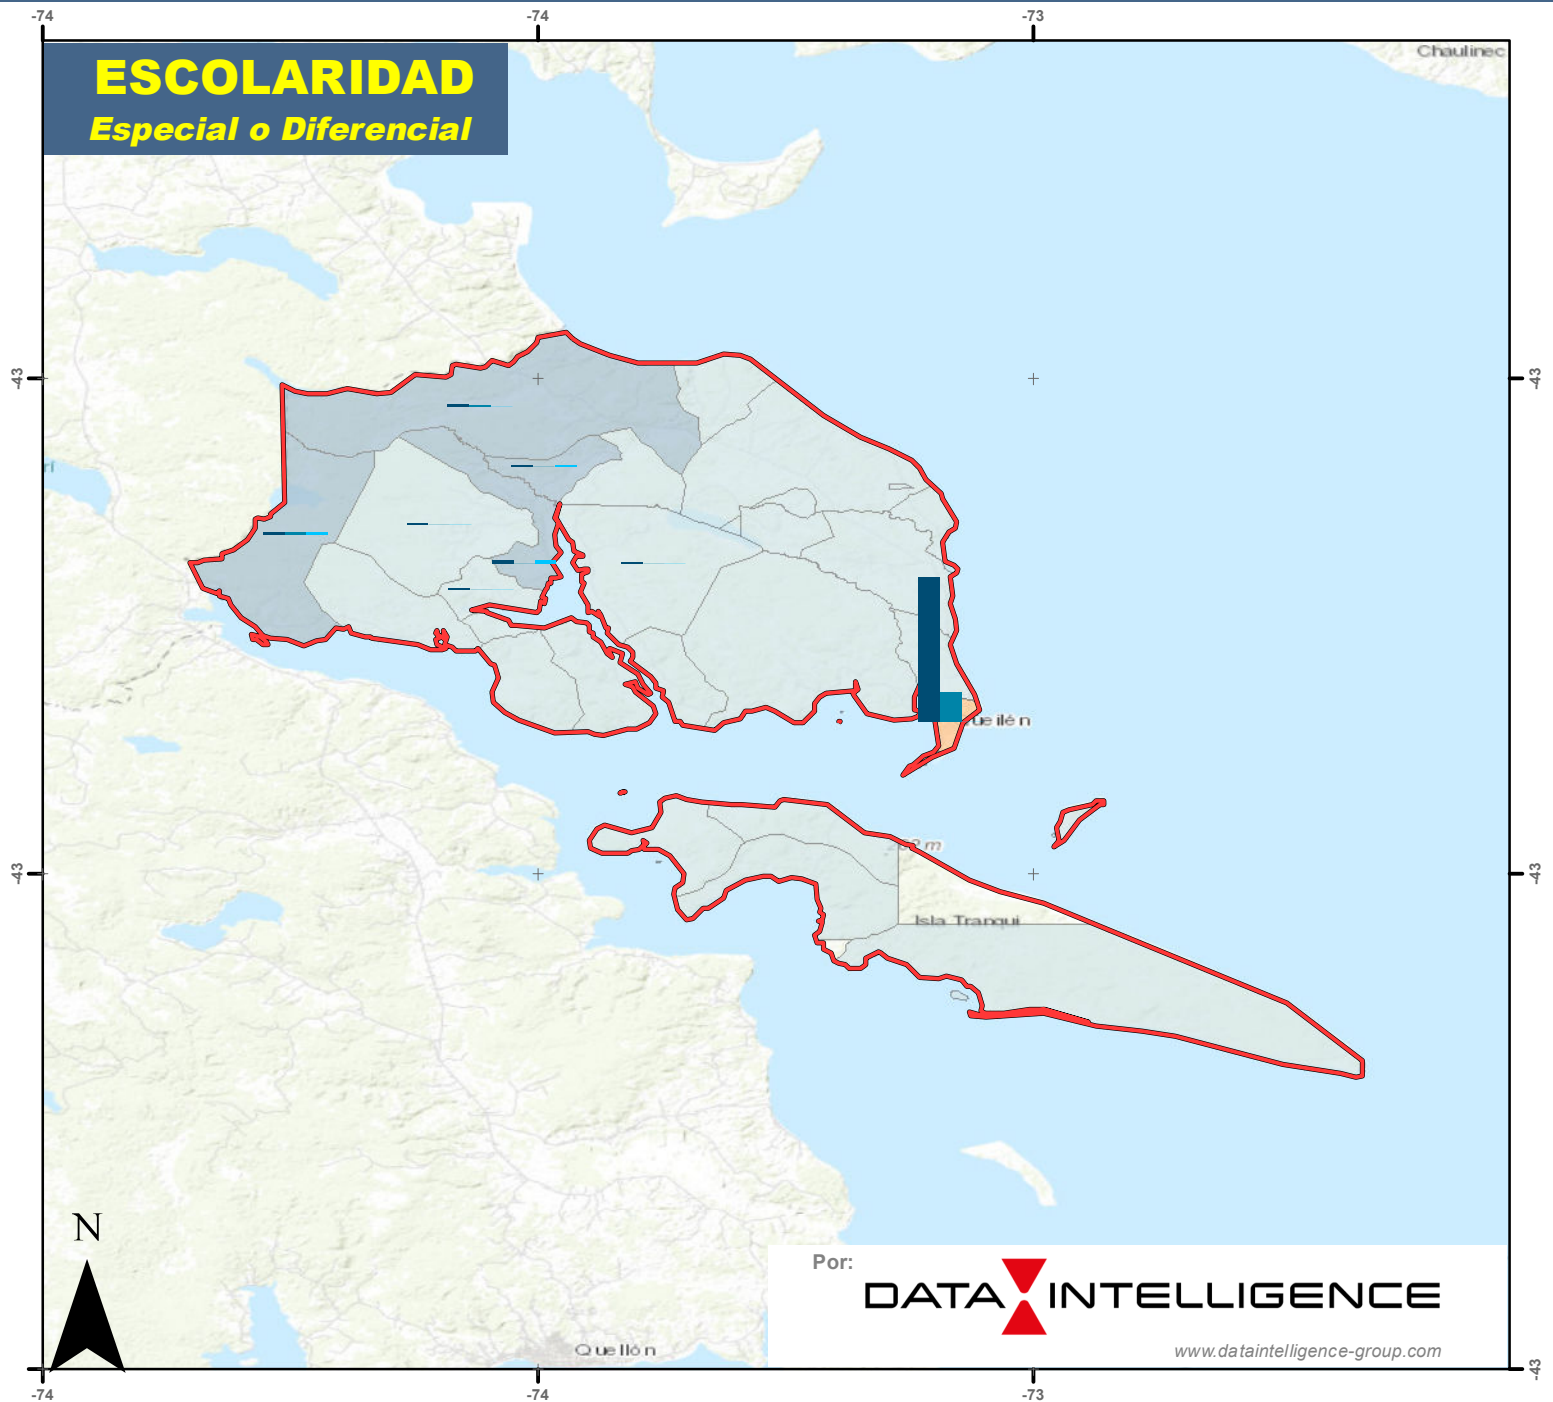 -74
-74
-73
Chaulinec
ESCOLARIDAD
Especial o Diferencial
-43
-43
ueilén
-43
-43
Isla Tranqui
N
Por:
DATA INTELLIGENCE
www.dataintelligence-group.com
Quellón
-43
-74
-74
-73